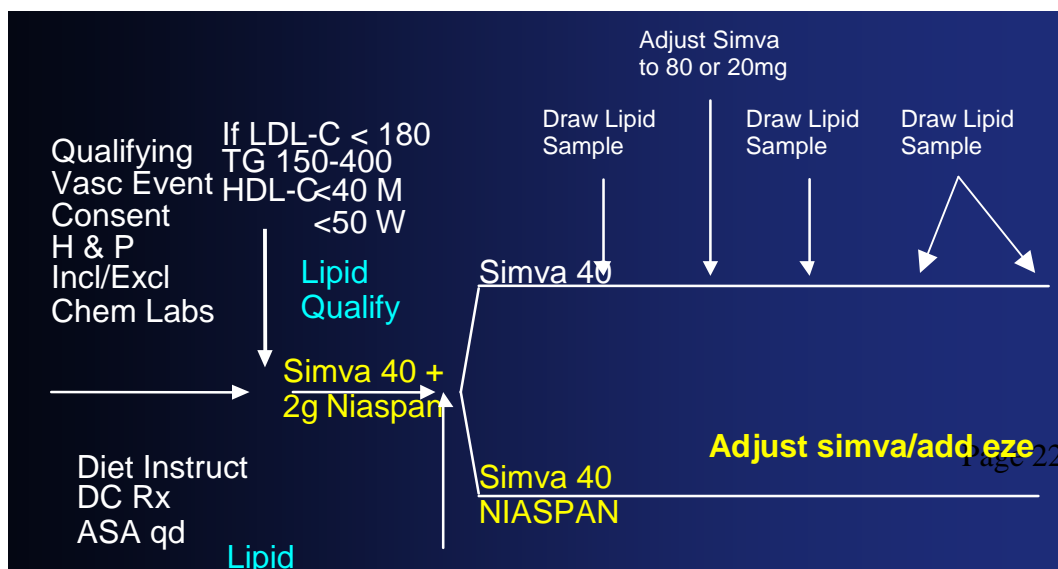 Adjust Simva
to 80 or 20mg
Draw Lipid
Sample
Draw Lipid
Sample
Draw Lipid
Sample
Qualifying
Vasc Event
Consent
H & P
Incl/Excl
Chem Labs
If LDL-C < 180
TG 150-400
HDL-C<40 M
<50 W
Lipid
Qualify
Simva 40
Simva 40 +
2g Niaspan
Adjust simva/add eze
Page 22
Simva 40
NIASPAN
Diet Instruct
DC Rx
ASA qd
Lipid